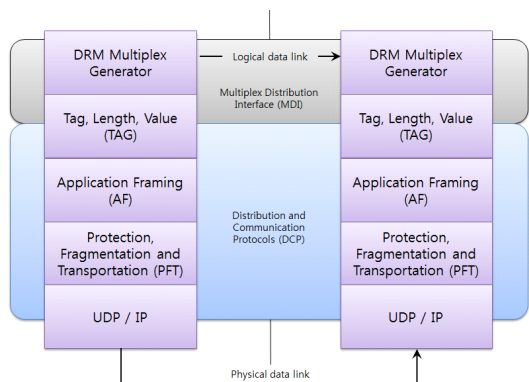 DRM Multiplex
Generator
Logical data link
DRM Multiplex
Generator
Multiplex Distribution
Interface (MDI)
Tag, Length, Value
(TAG)
Tag, Length, Value
(TAG)
Application Framing
(AF)
Application Framing
(AF)
Distribution and
Communication
Protocols (DCP)
Protection,
Fragmentation and
Transportation (PFT)
Protection,
Fragmentation and
Transportation (PFT)
UDP / IP
UDP / IP
Physical data link